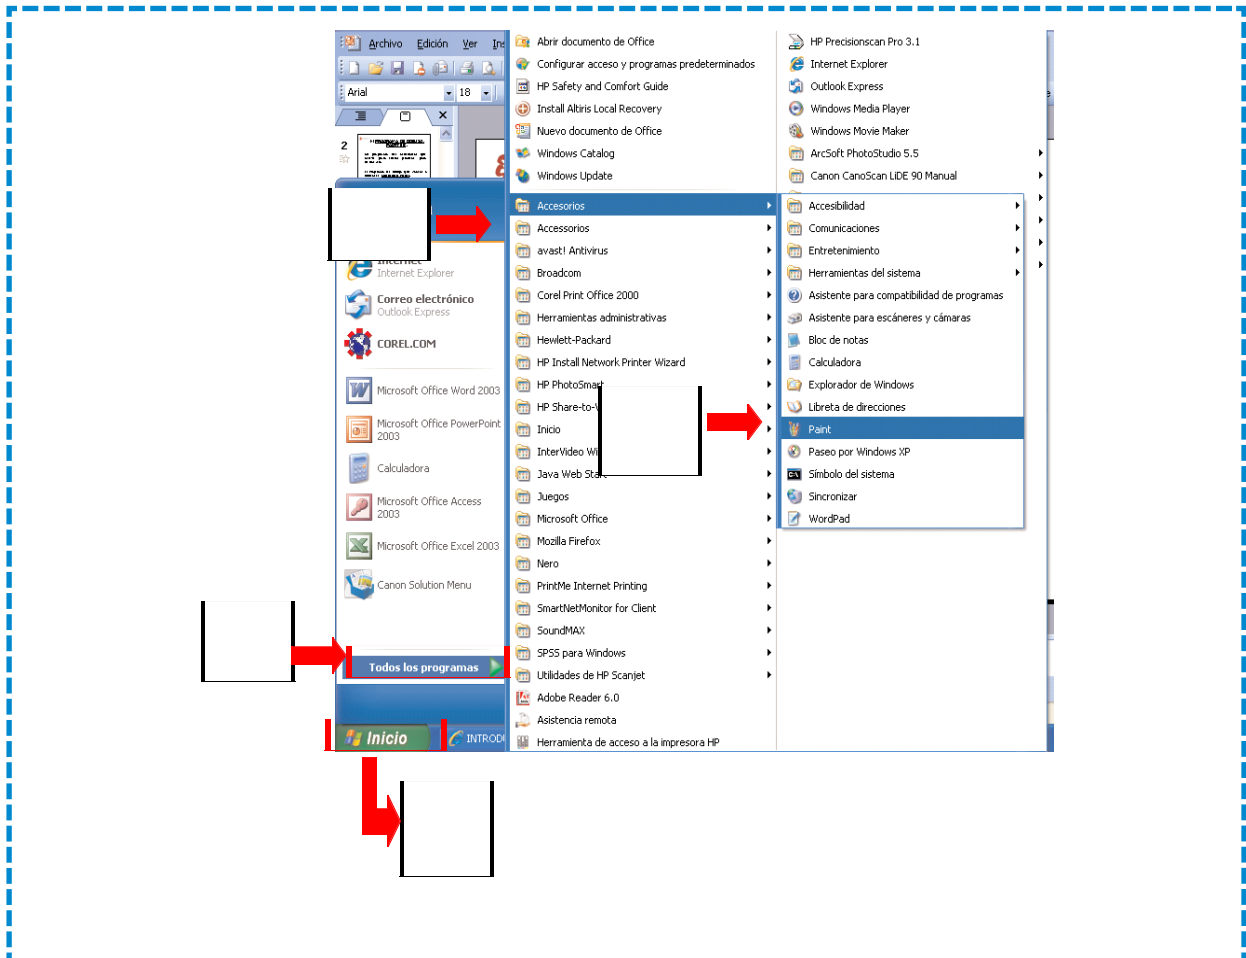 Archivo Edición Ver Ins
Arial 18
2
Internet
Internet Explorer
Correo electrónico
Outlook Express
COREL.COM
Microsoft Office Word 2003
Microsoft Office PowerPoint
2003
Calculadora
Microsoft Office Access
2003
Microsoft Office Excel 2003
Canon Solution Menu
Todos los programas
Inicio
INTROD
Abrir documento de Office
Configurar acceso y programas predeterminados
HP Safety and Comfort Guide
Install Altiris Local Recovery
Nuevo documento de Office
Windows Catalog
Windows Update
Accesorios
Accessorios
avast! Antivirus
Broadcom
Corel Print Office 2000
Herramientas administrativas
Hewlett-Packard
HP Install Network Printer Wizard
HP PhotoSmart
HP Share-to-
Inicio
InterVideo Wi
Java Web Start
Juegos
Microsoft Office
Mozilla Firefox
Nero
PrintMe Internet Printing
SmartNetMonitor for Client
SoundMAX
SPSS para Windows
Utilidades de HP Scanjet
Adobe Reader 6.0
Asistencia remota
Herramienta de acceso a la impresora HP
HP Precisionscan Pro 3.1
Internet Explorer
Outlook Express
Windows Media Player
Windows Movie Maker
ArcSoft PhotoStudio 5.5
Canon CanoScan LiDE 90 Manual
Accesibilidad
Comunicaciones
Entretenimiento
Herramientas del sistema
Asistente para compatibilidad de programas
Asistente para escáneres y cámaras
Bloc de notas
Calculadora
Explorador de Windows
Libreta de direcciones
Paint
Paseo por Windows XP
Símbolo del sistema
Sincronizar
WordPad